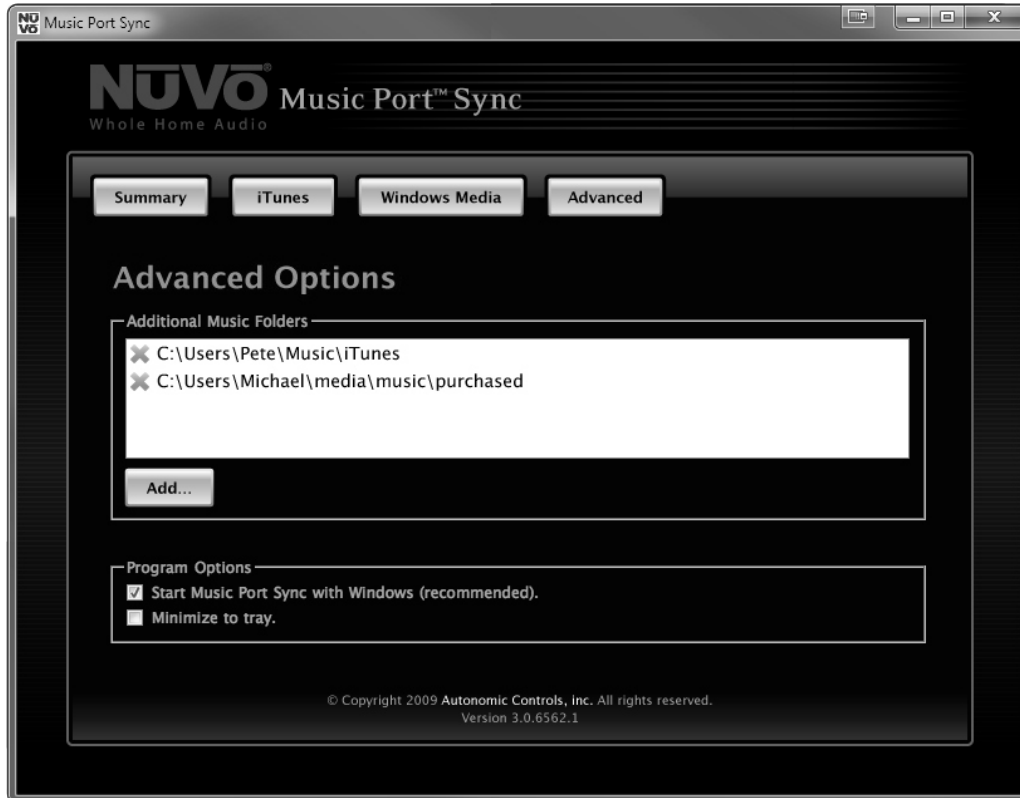 NŪVŌ Music Port Sync
NŪVŌ® Music Port™ Sync
Whole Home Audio
Summary iTunes Windows Media Advanced
Advanced Options
Additional Music Folders
C:\Users\Pete\Music\iTunes
C:\Users\Michael\media\music\purchased
Add...
Program Options
Start Music Port Sync with Windows (recommended).
Minimize to tray.
© Copyright 2009 Autonomic Controls, inc. All rights reserved.
Version 3.0.6562.1